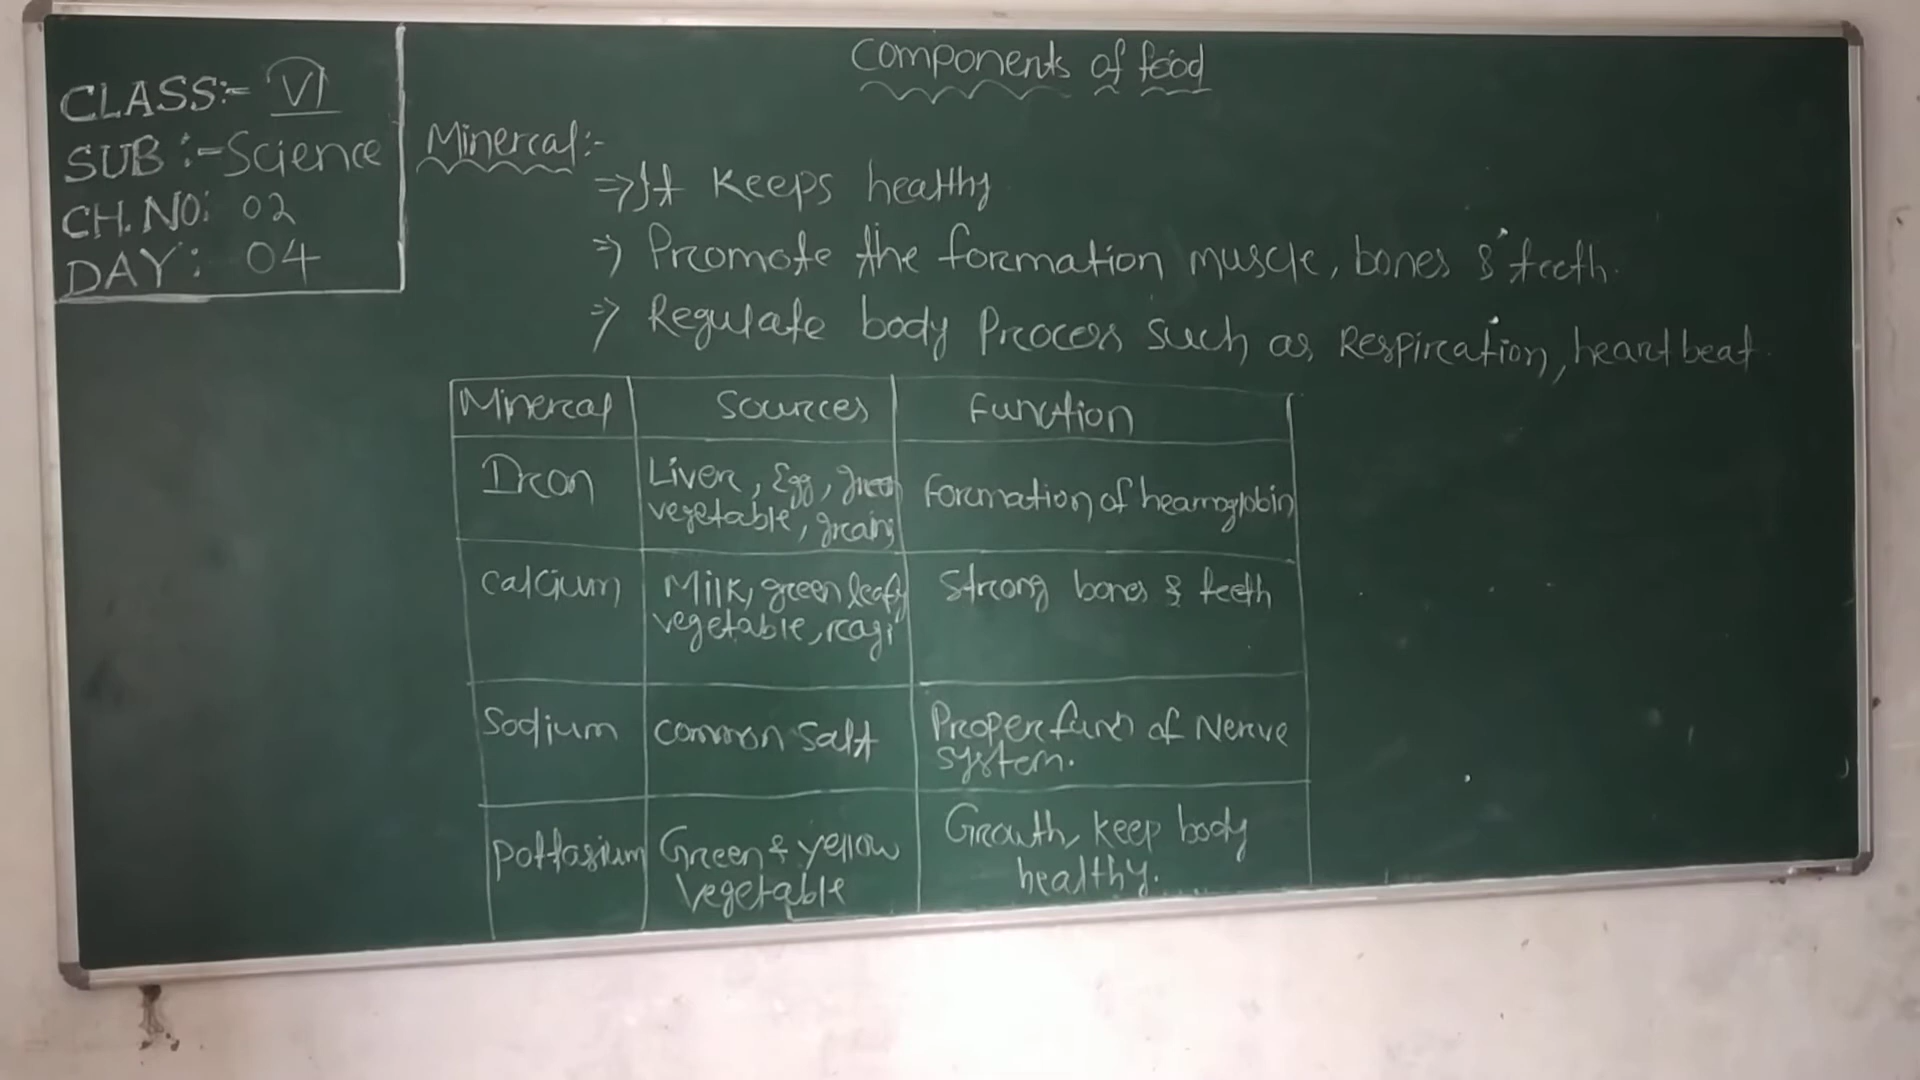 Components of food
CLASS:- VI
SUB :- Science
CH.NO: 02
DAY: 04
Mineral:-
⇒ It Keeps healthy
⇒ Promote the formation muscle, bones & teeth.
⇒ Regulate body Process such as Respiration, heart beat.
Mineral Sources Function
Iron Liver, Egg, green vegetable, grains Formation of heamoglobin
Calcium Milk, green leafy vegetable, ragi Strong bones & teeth
Sodium common salt Proper funcn of Nerve system.
Pottasium Green & yellow vegetable Growth, Keep body healthy.